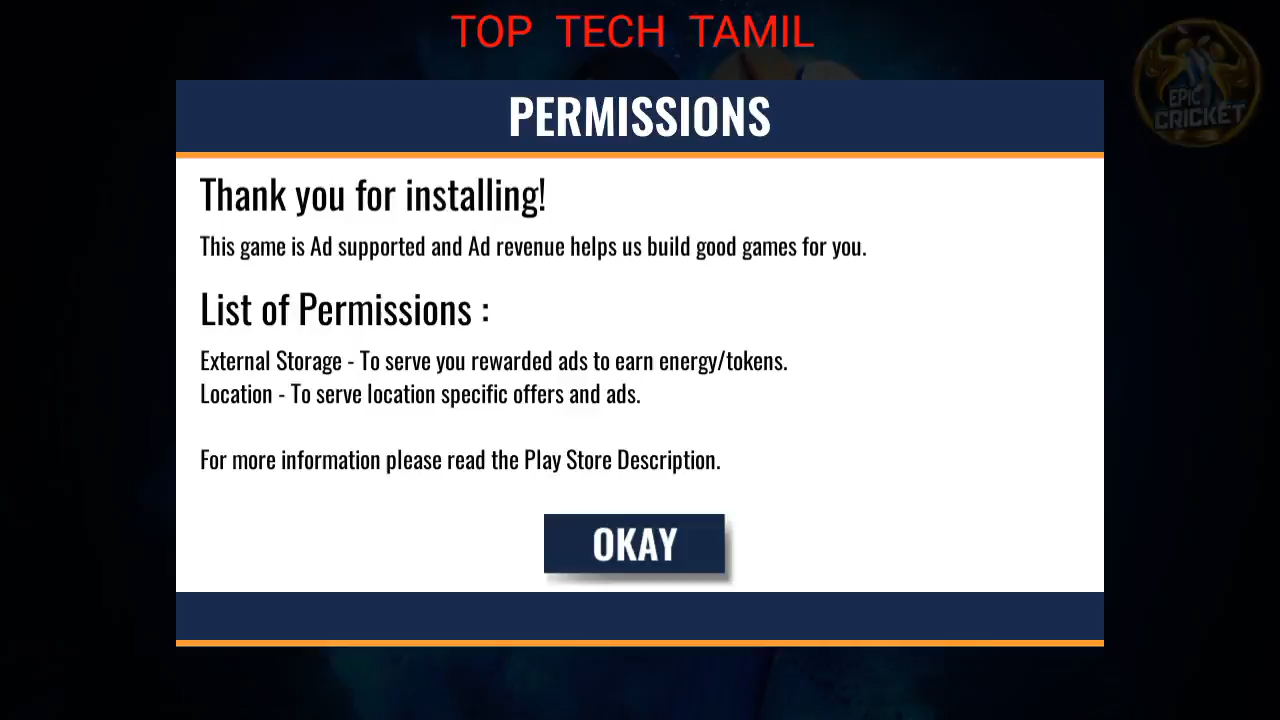 TOP TECH TAMIL
EPIC
CRICKET
PERMISSIONS
Thank you for installing!
This game is Ad supported and Ad revenue helps us build good games for you.
List of Permissions :
External Storage - To serve you rewarded ads to earn energy/tokens.
Location - To serve location specific offers and ads.
For more information please read the Play Store Description.
OKAY